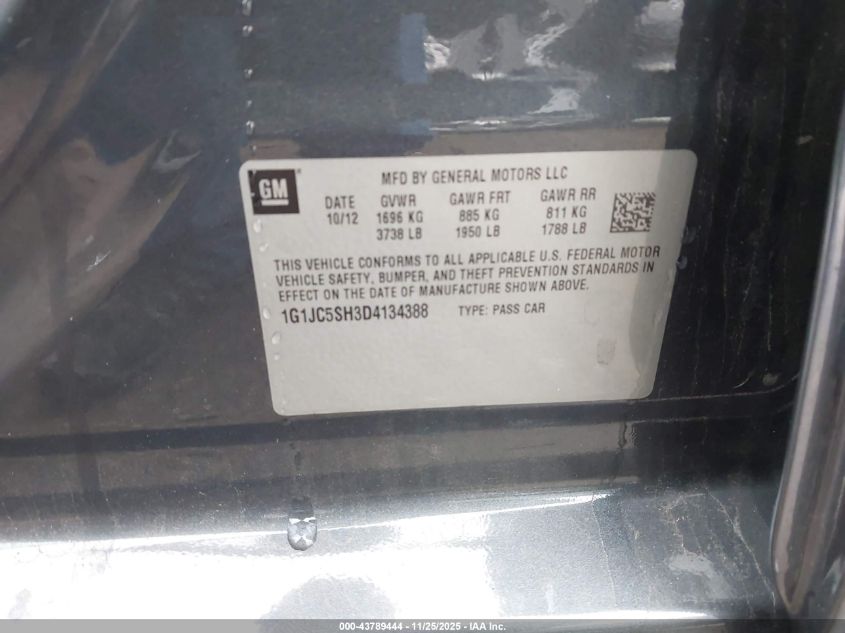 GM
MFD BY GENERAL MOTORS LLC
DATE GVWR GAWR FRT GAWR RR
10/12 1696 KG 885 KG 811 KG
3738 LB 1950 LB 1788 LB
THIS VEHICLE CONFORMS TO ALL APPLICABLE U.S. FEDERAL MOTOR
VEHICLE SAFETY, BUMPER, AND THEFT PREVENTION STANDARDS IN
EFFECT ON THE DATE OF MANUFACTURE SHOWN ABOVE.
1G1JC5SH3D4134388 TYPE: PASS CAR
000-43789444 - 11/25/2025 - IAA Inc.